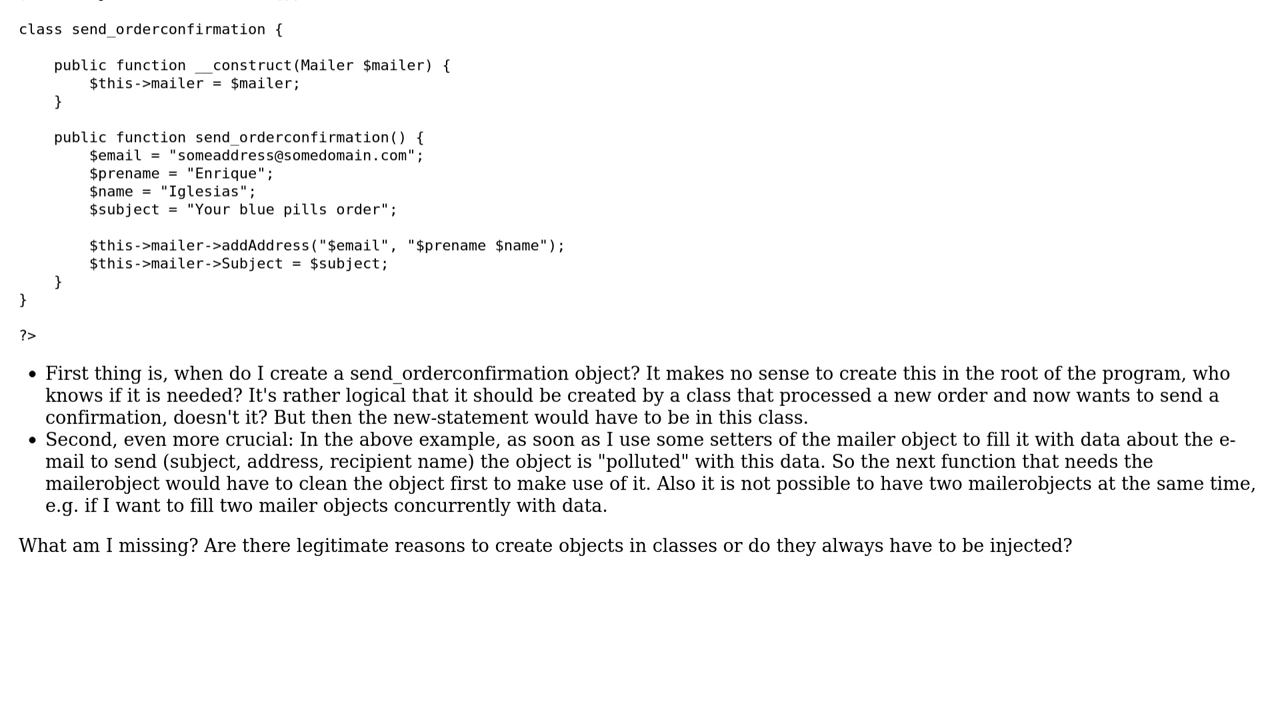 class send_orderconfirmation {
public function __construct(Mailer $mailer) {
$this->mailer = $mailer;
}
public function send_orderconfirmation() {
$email = "someaddress@somedomain.com";
$prename = "Enrique";
$name = "Iglesias";
$subject = "Your blue pills order";
$this->mailer->addAddress("$email", "$prename $name");
$this->mailer->Subject = $subject;
}
}
?>
• First thing is, when do I create a send_orderconfirmation object? It makes no sense to create this in the root of the program, who
knows if it is needed? It's rather logical that it should be created by a class that processed a new order and now wants to send a
confirmation, doesn't it? But then the new-statement would have to be in this class.
• Second, even more crucial: In the above example, as soon as I use some setters of the mailer object to fill it with data about the e-
mail to send (subject, address, recipient name) the object is "polluted" with this data. So the next function that needs the
mailerobject would have to clean the object first to make use of it. Also it is not possible to have two mailerobjects at the same time,
e.g. if I want to fill two mailer objects concurrently with data.
What am I missing? Are there legitimate reasons to create objects in classes or do they always have to be injected?